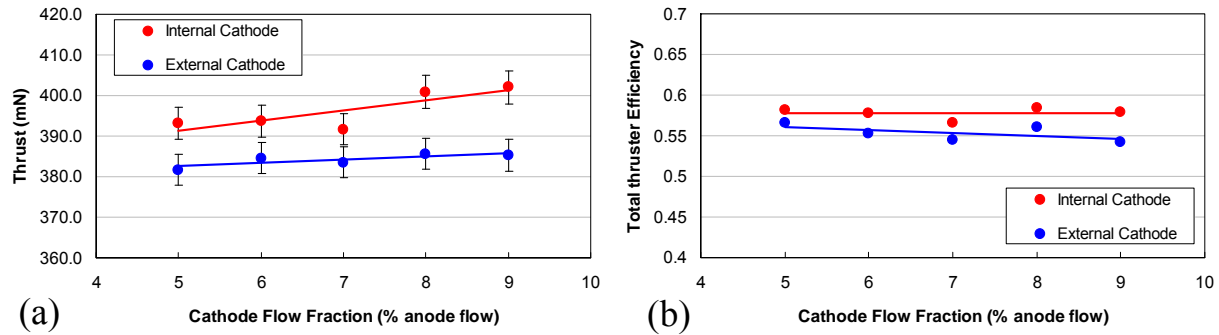 420.0
410.0
400.0
390.0
380.0
370.0
360.0
Thrust (mN)
Internal Cathode
External Cathode
4 5 6 7 8 9 10
Cathode Flow Fraction (% anode flow)
(a)
0.7
0.65
0.6
0.55
0.5
0.45
0.4
Total thruster Efficiency
Internal Cathode
External Cathode
4 5 6 7 8 9 10
Cathode Flow Fraction (% anode flow)
(b)